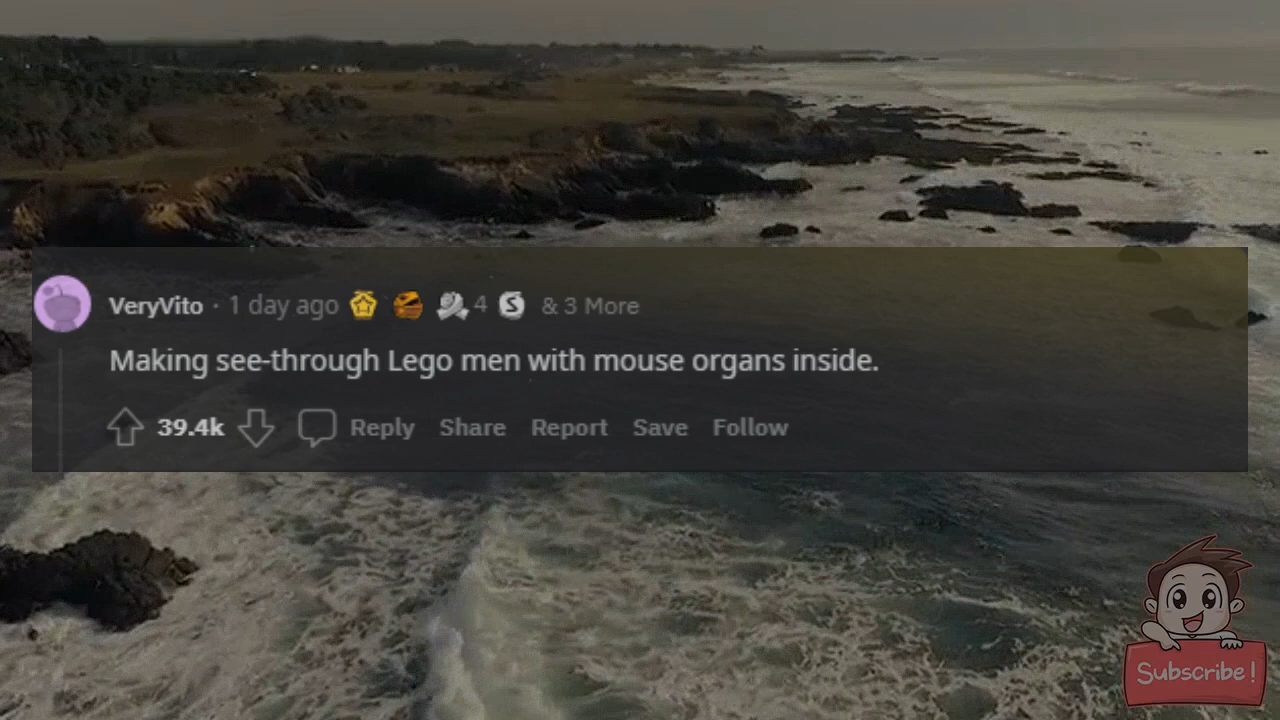 VeryVito · 1 day ago 4 & 3 More
Making see-through Lego men with mouse organs inside.
39.4k Reply Share Report Save Follow
Subscribe!